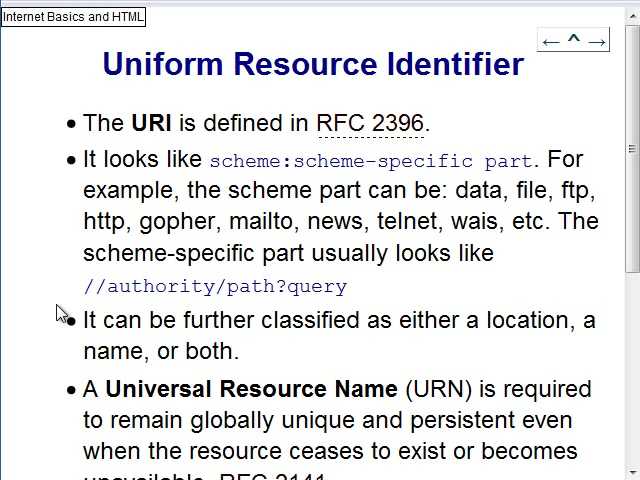 Internet Basics and HTML
← ^ →
Uniform Resource Identifier
• The URI is defined in RFC 2396.
• It looks like scheme:scheme-specific part. For
example, the scheme part can be: data, file, ftp,
http, gopher, mailto, news, telnet, wais, etc. The
scheme-specific part usually looks like
//authority/path?query
• It can be further classified as either a location, a
name, or both.
• A Universal Resource Name (URN) is required
to remain globally unique and persistent even
when the resource ceases to exist or becomes
unavailable. RFC 2141